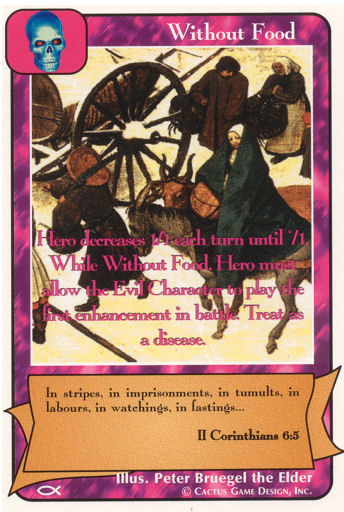 Without Food
Hero decreases 1/1 each turn until */1.
While Without Food, Hero must
allow the Evil Character to play the
first enhancement in battle. Treat as
a disease.
In stripes, in imprisonments, in tumults, in
labours, in watchings, in fastings...
II Corinthians 6:5
Illus. Peter Bruegel the Elder
© Cactus Game Design, Inc.